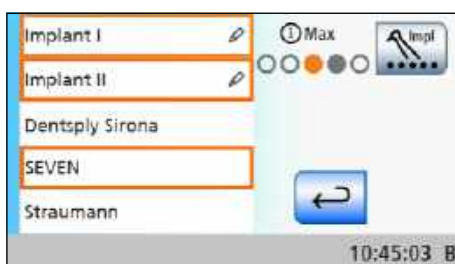 Implant I
Implant II
Dentsply Sirona
SEVEN
Straumann
i Max
Impl
10:45:03 B